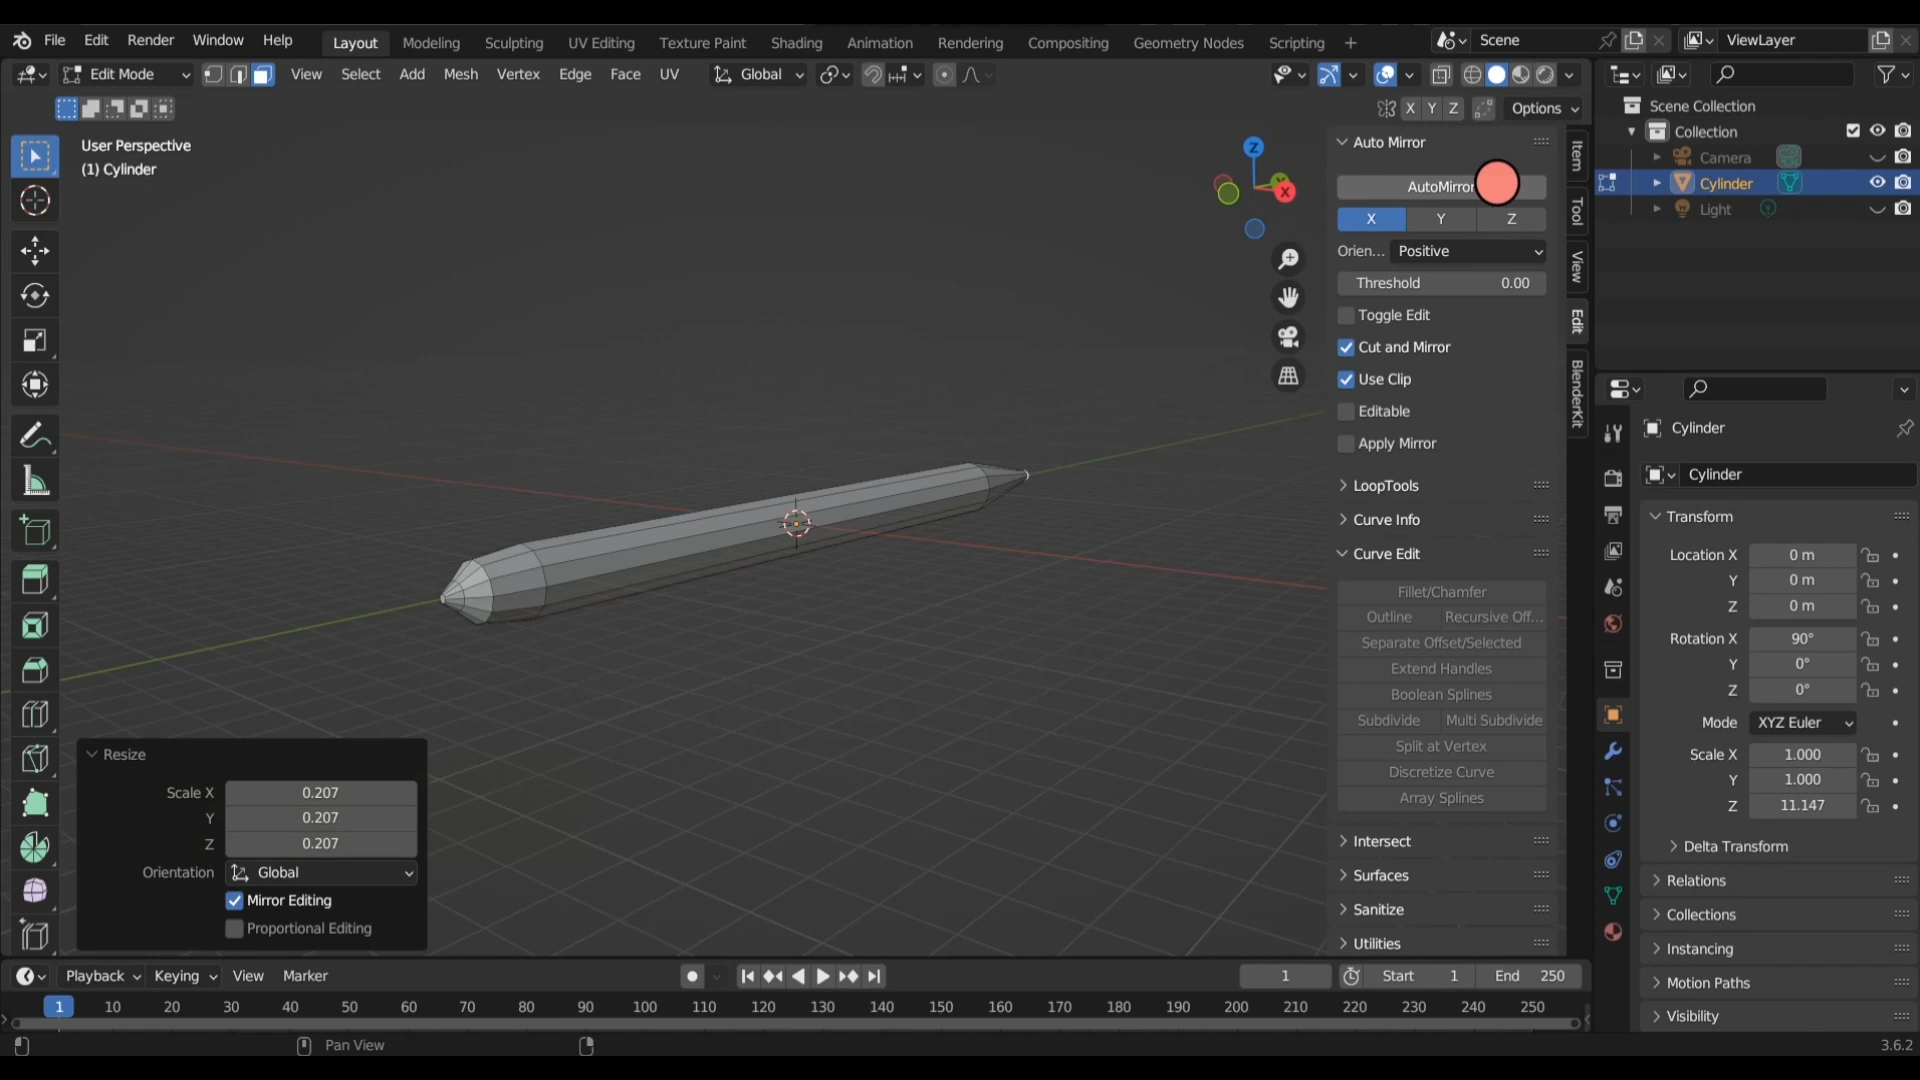 File Edit Render Window Help Layout Modeling Sculpting UV Editing Texture Paint Shading Animation Rendering Compositing Geometry Nodes Scripting + Scene ViewLayer
Edit Mode View Select Add Mesh Vertex Edge Face UV Global
X Y Z Options
User Perspective
(1) Cylinder
Z
X
Auto Mirror
AutoMirror
X Y Z
Orien... Positive
Threshold 0.00
Toggle Edit
Cut and Mirror
Use Clip
Editable
Apply Mirror
LoopTools
Curve Info
Curve Edit
Fillet/Chamfer
Outline Recursive Off...
Separate Offset/Selected
Extend Handles
Boolean Splines
Subdivide Multi Subdivide
Split at Vertex
Discretize Curve
Array Splines
Intersect
Surfaces
Sanitize
Utilities
Item
Tool
View
Edit
BlenderKit
Scene Collection
Collection
Camera
Cylinder
Light
Cylinder
Cylinder
Transform
Location X 0 m
Y 0 m
Z 0 m
Rotation X 90°
Y 0°
Z 0°
Mode XYZ Euler
Scale X 1.000
Y 1.000
Z 11.147
Delta Transform
Relations
Collections
Instancing
Motion Paths
Visibility
Resize
Scale X 0.207
Y 0.207
Z 0.207
Orientation Global
Mirror Editing
Proportional Editing
Playback Keying View Marker 1 Start 1 End 250
1 10 20 30 40 50 60 70 80 90 100 110 120 130 140 150 160 170 180 190 200 210 220 230 240 250
Pan View 3.6.2